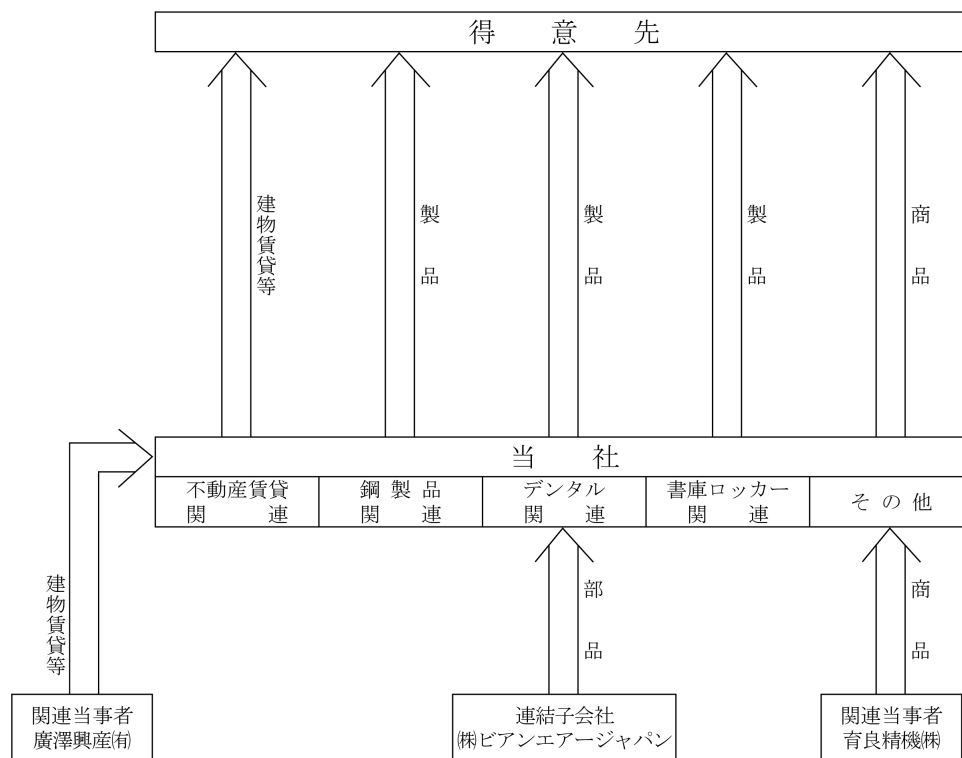 得意先
建物賃貸等
製品
製品
製品
商品
当社
不動産賃貸
関連
鋼製品
関連
デンタル
関連
書庫ロッカー
関連
その他
建物賃貸等
部品
商品
関連当事者
廣澤興産㈲
連結子会社
㈱ビアンエアージャパン
関連当事者
育良精機㈱